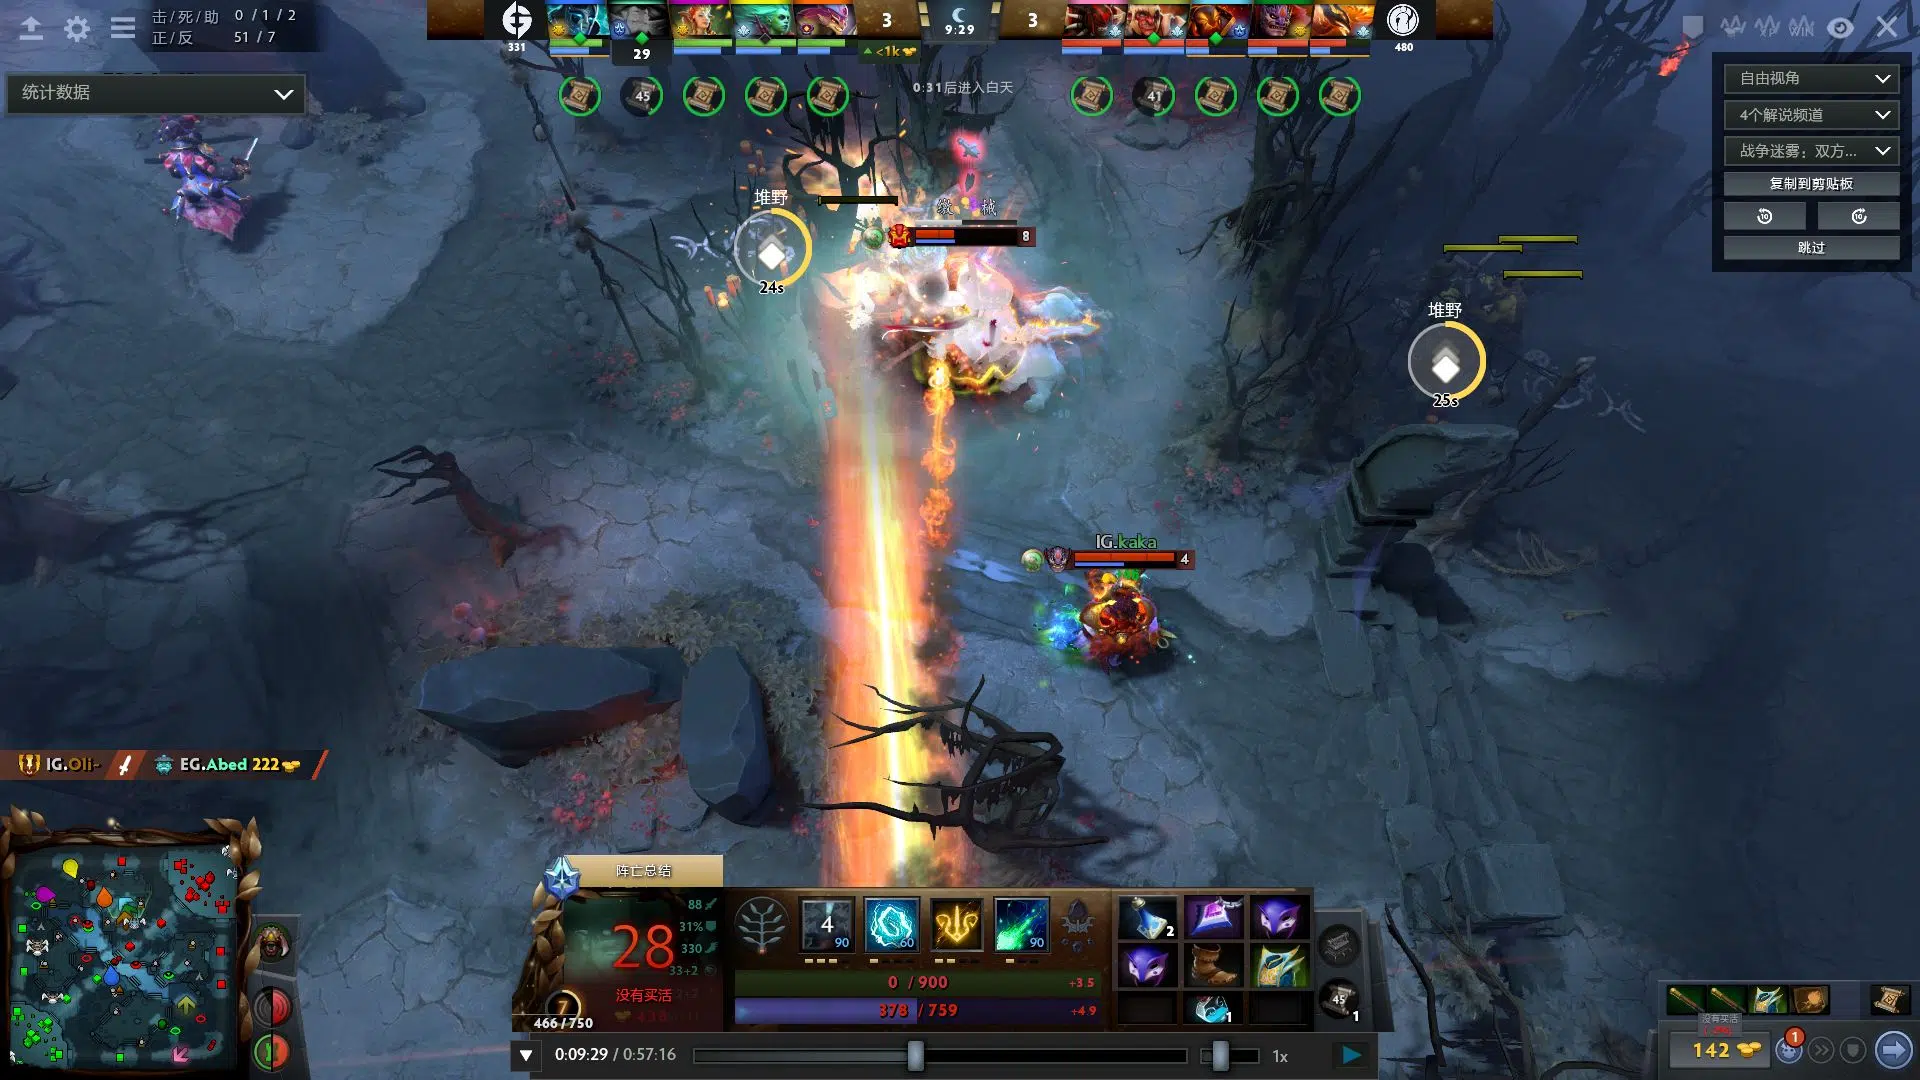 击/死/助 0 / 1 / 2
正/反 51 / 7
统计数据
331
29
3
9:29
3
480
<1k
45
41
0:31后进入白天
自由视角
4个解说频道
战争迷雾：双方...
复制到剪贴板
10
10
跳过
堆野
24s
8
堆野
25s
IG.kaka
4
IG.Oli-
EG.Abed 222
阵亡总结
88
31%
330
33+2
28
没有买活
7
466/750
4
90
60
90
0 / 900
+3.5
378 / 759
+4.9
2
1
45
1
0:09:29 / 0:57:16
1x
没有买活
142
1